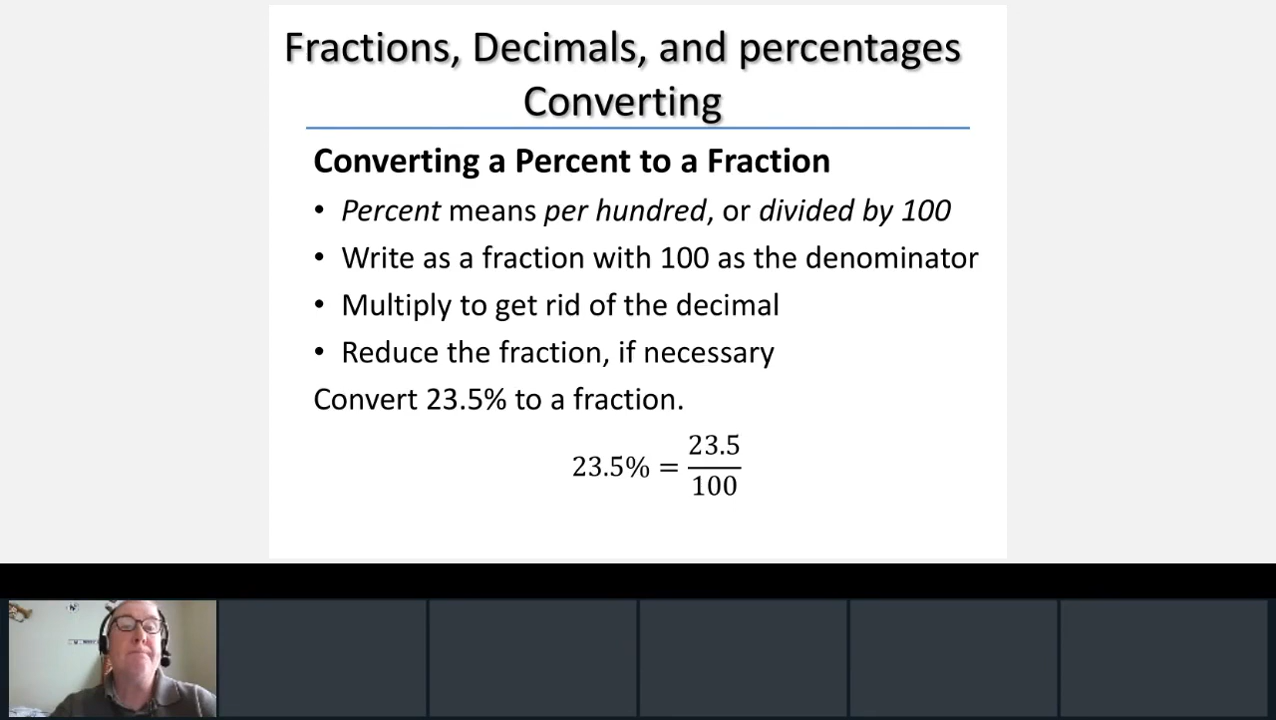 Fractions, Decimals, and percentages
Converting
Converting a Percent to a Fraction
• Percent means per hundred, or divided by 100
• Write as a fraction with 100 as the denominator
• Multiply to get rid of the decimal
• Reduce the fraction, if necessary
Convert 23.5% to a fraction.
23.5% = 23.5/100